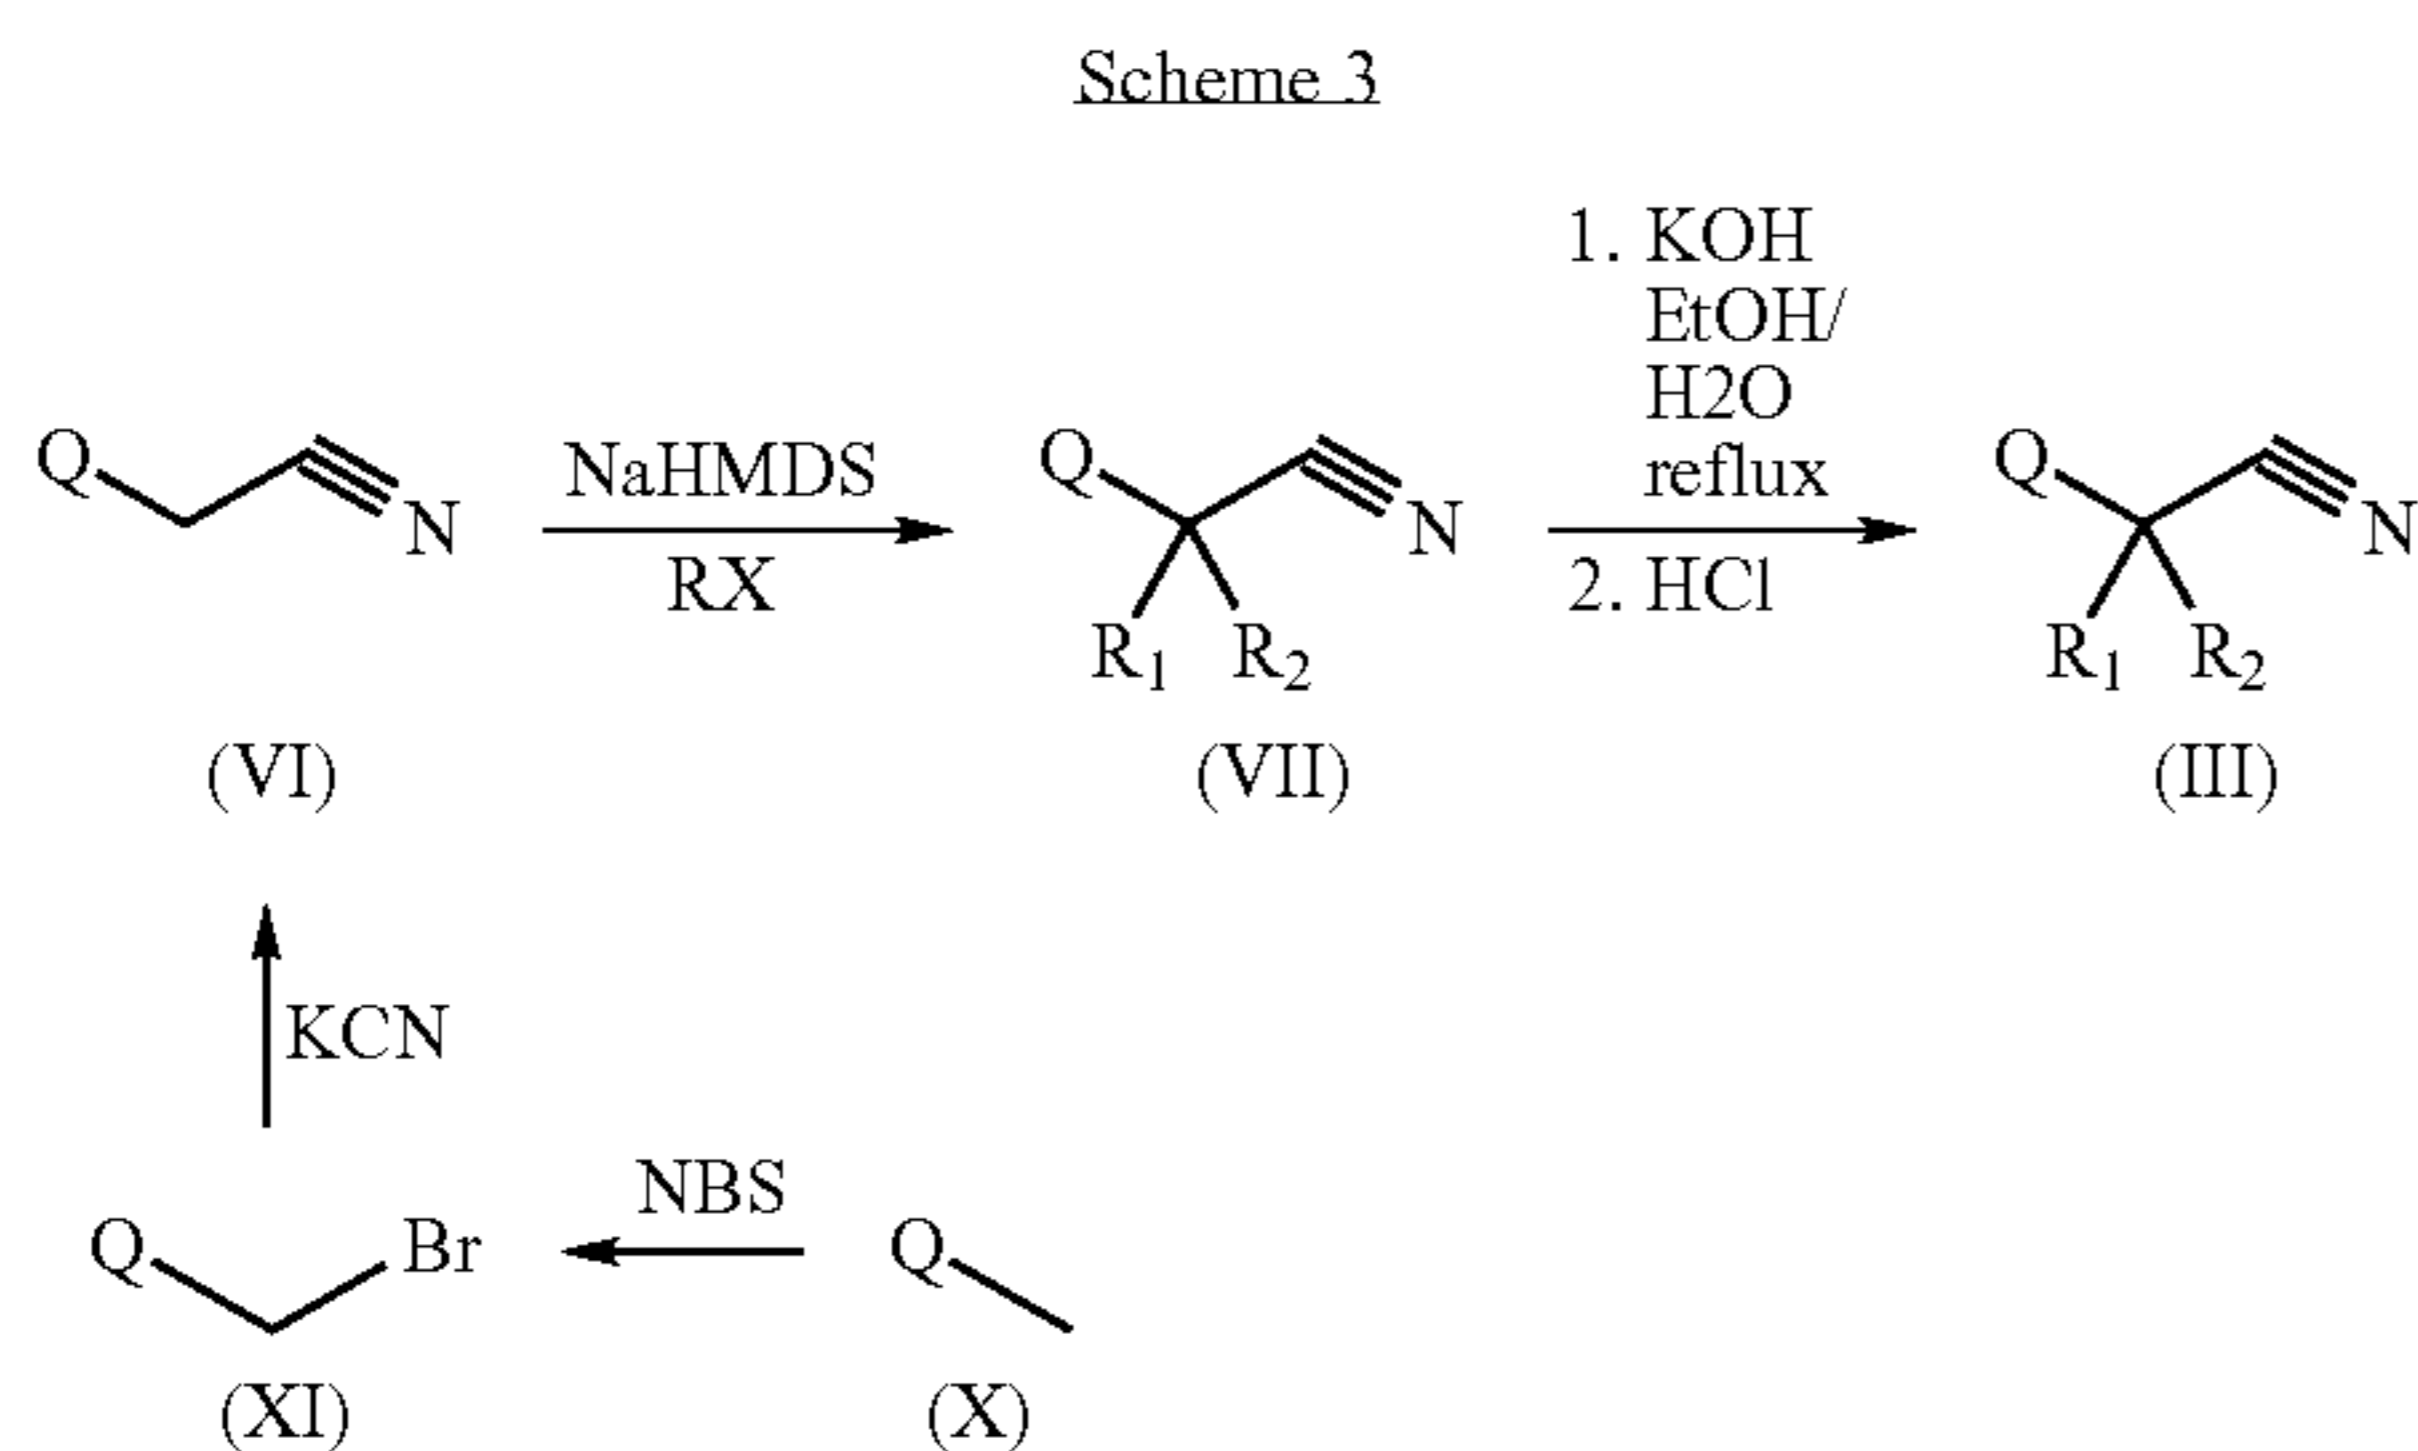 Scheme 3
1. KOH
EtOH/
H2O
reflux
2. HCl
Q
N
NaHMDS
RX
Q
N
R1 R2
Q
N
R1 R2
(VI)
(VII)
(III)
KCN
NBS
Q Br
Q
(XI)
(X)